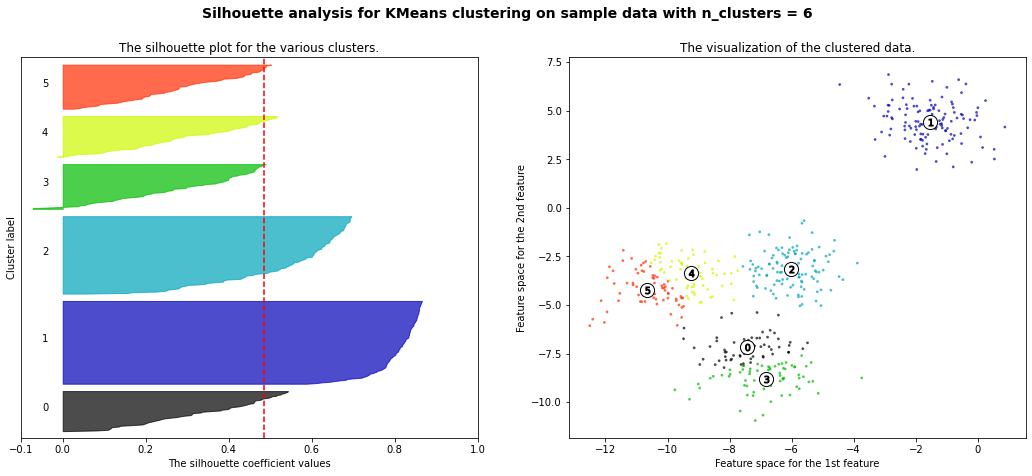 Silhouette analysis for KMeans clustering on sample data with n_clusters = 6
The silhouette plot for the various clusters.
5
4
3
2
1
0
Cluster label
−0.1 0.0 0.2 0.4 0.6 0.8 1.0
The silhouette coefficient values
The visualization of the clustered data.
7.5
5.0
2.5
0.0
−2.5
−5.0
−7.5
−10.0
Feature space for the 2nd feature
1
2
4
5
0
3
−12 −10 −8 −6 −4 −2 0
Feature space for the 1st feature